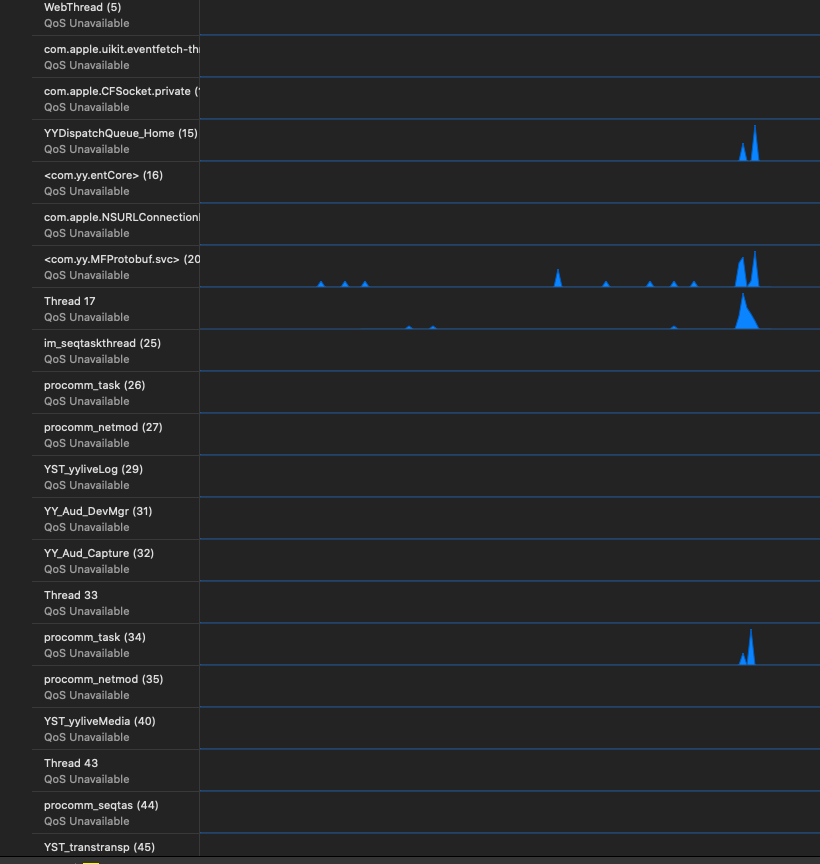 WebThread (5)
QoS Unavailable
com.apple.uikit.eventfetch-th
QoS Unavailable
com.apple.CFSocket.private (
QoS Unavailable
YYDispatchQueue_Home (15)
QoS Unavailable
<com.yy.entCore> (16)
QoS Unavailable
com.apple.NSURLConnection
QoS Unavailable
<com.yy.MFProtobuf.svc> (20
QoS Unavailable
Thread 17
QoS Unavailable
im_seqtaskthread (25)
QoS Unavailable
procomm_task (26)
QoS Unavailable
procomm_netmod (27)
QoS Unavailable
YST_yyliveLog (29)
QoS Unavailable
YY_Aud_DevMgr (31)
QoS Unavailable
YY_Aud_Capture (32)
QoS Unavailable
Thread 33
QoS Unavailable
procomm_task (34)
QoS Unavailable
procomm_netmod (35)
QoS Unavailable
YST_yyliveMedia (40)
QoS Unavailable
Thread 43
QoS Unavailable
procomm_seqtas (44)
QoS Unavailable
YST_transtransp (45)